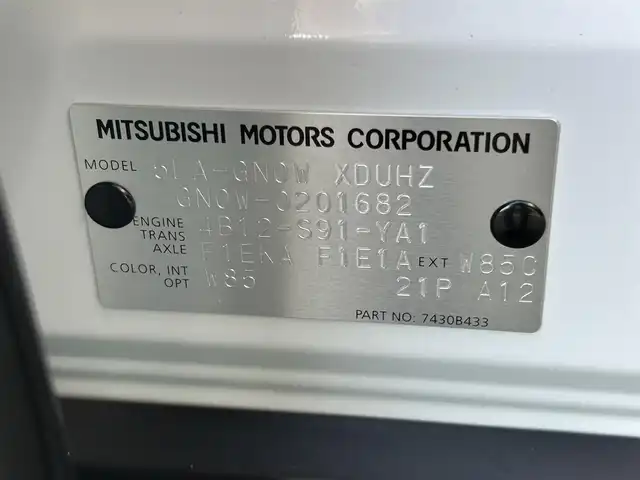 MITSUBISHI MOTORS CORPORATION
MODEL 5LA-GN0W XDUHZ
GN0W-0201682
ENGINE 4B12-S91-YA1
TRANS
AXLE F1EKA F1E1A EXT W85C
COLOR, INT W85
OPT 21P A12
PART NO: 7430B433